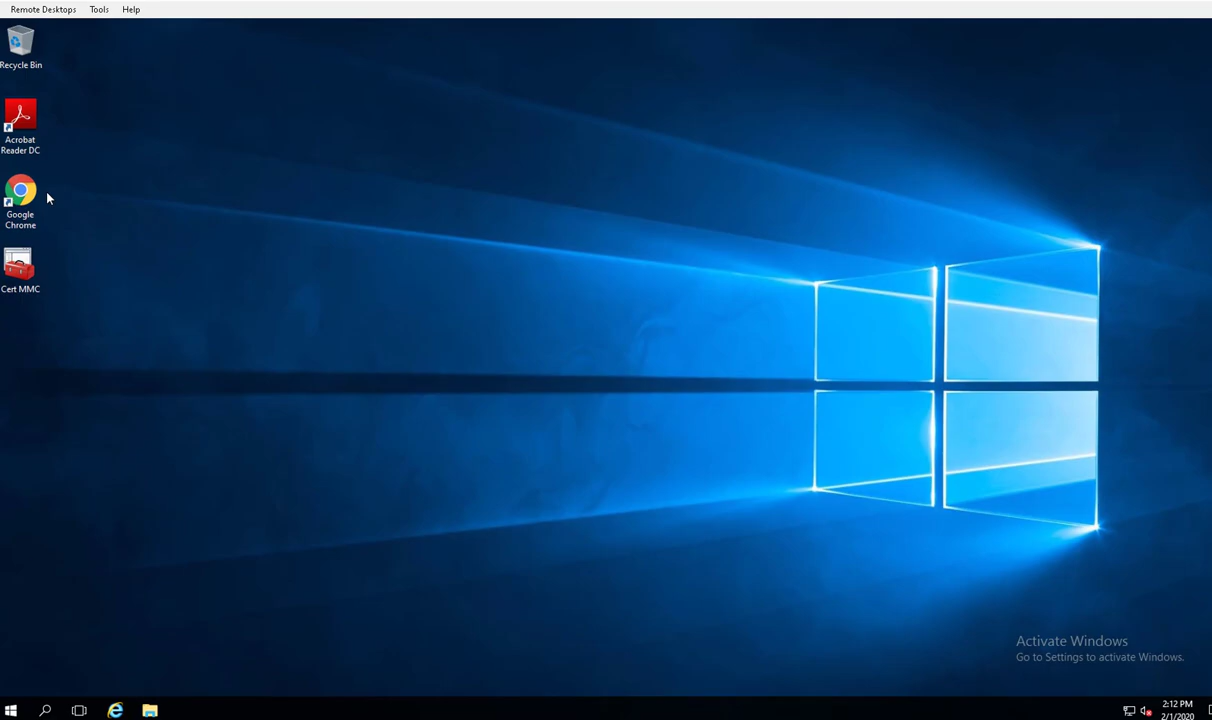 Remote Desktops Tools Help
Recycle Bin
Acrobat
Reader DC
Google
Chrome
Cert MMC
Activate Windows
Go to Settings to activate Windows.
2:12 PM
2/1/2020